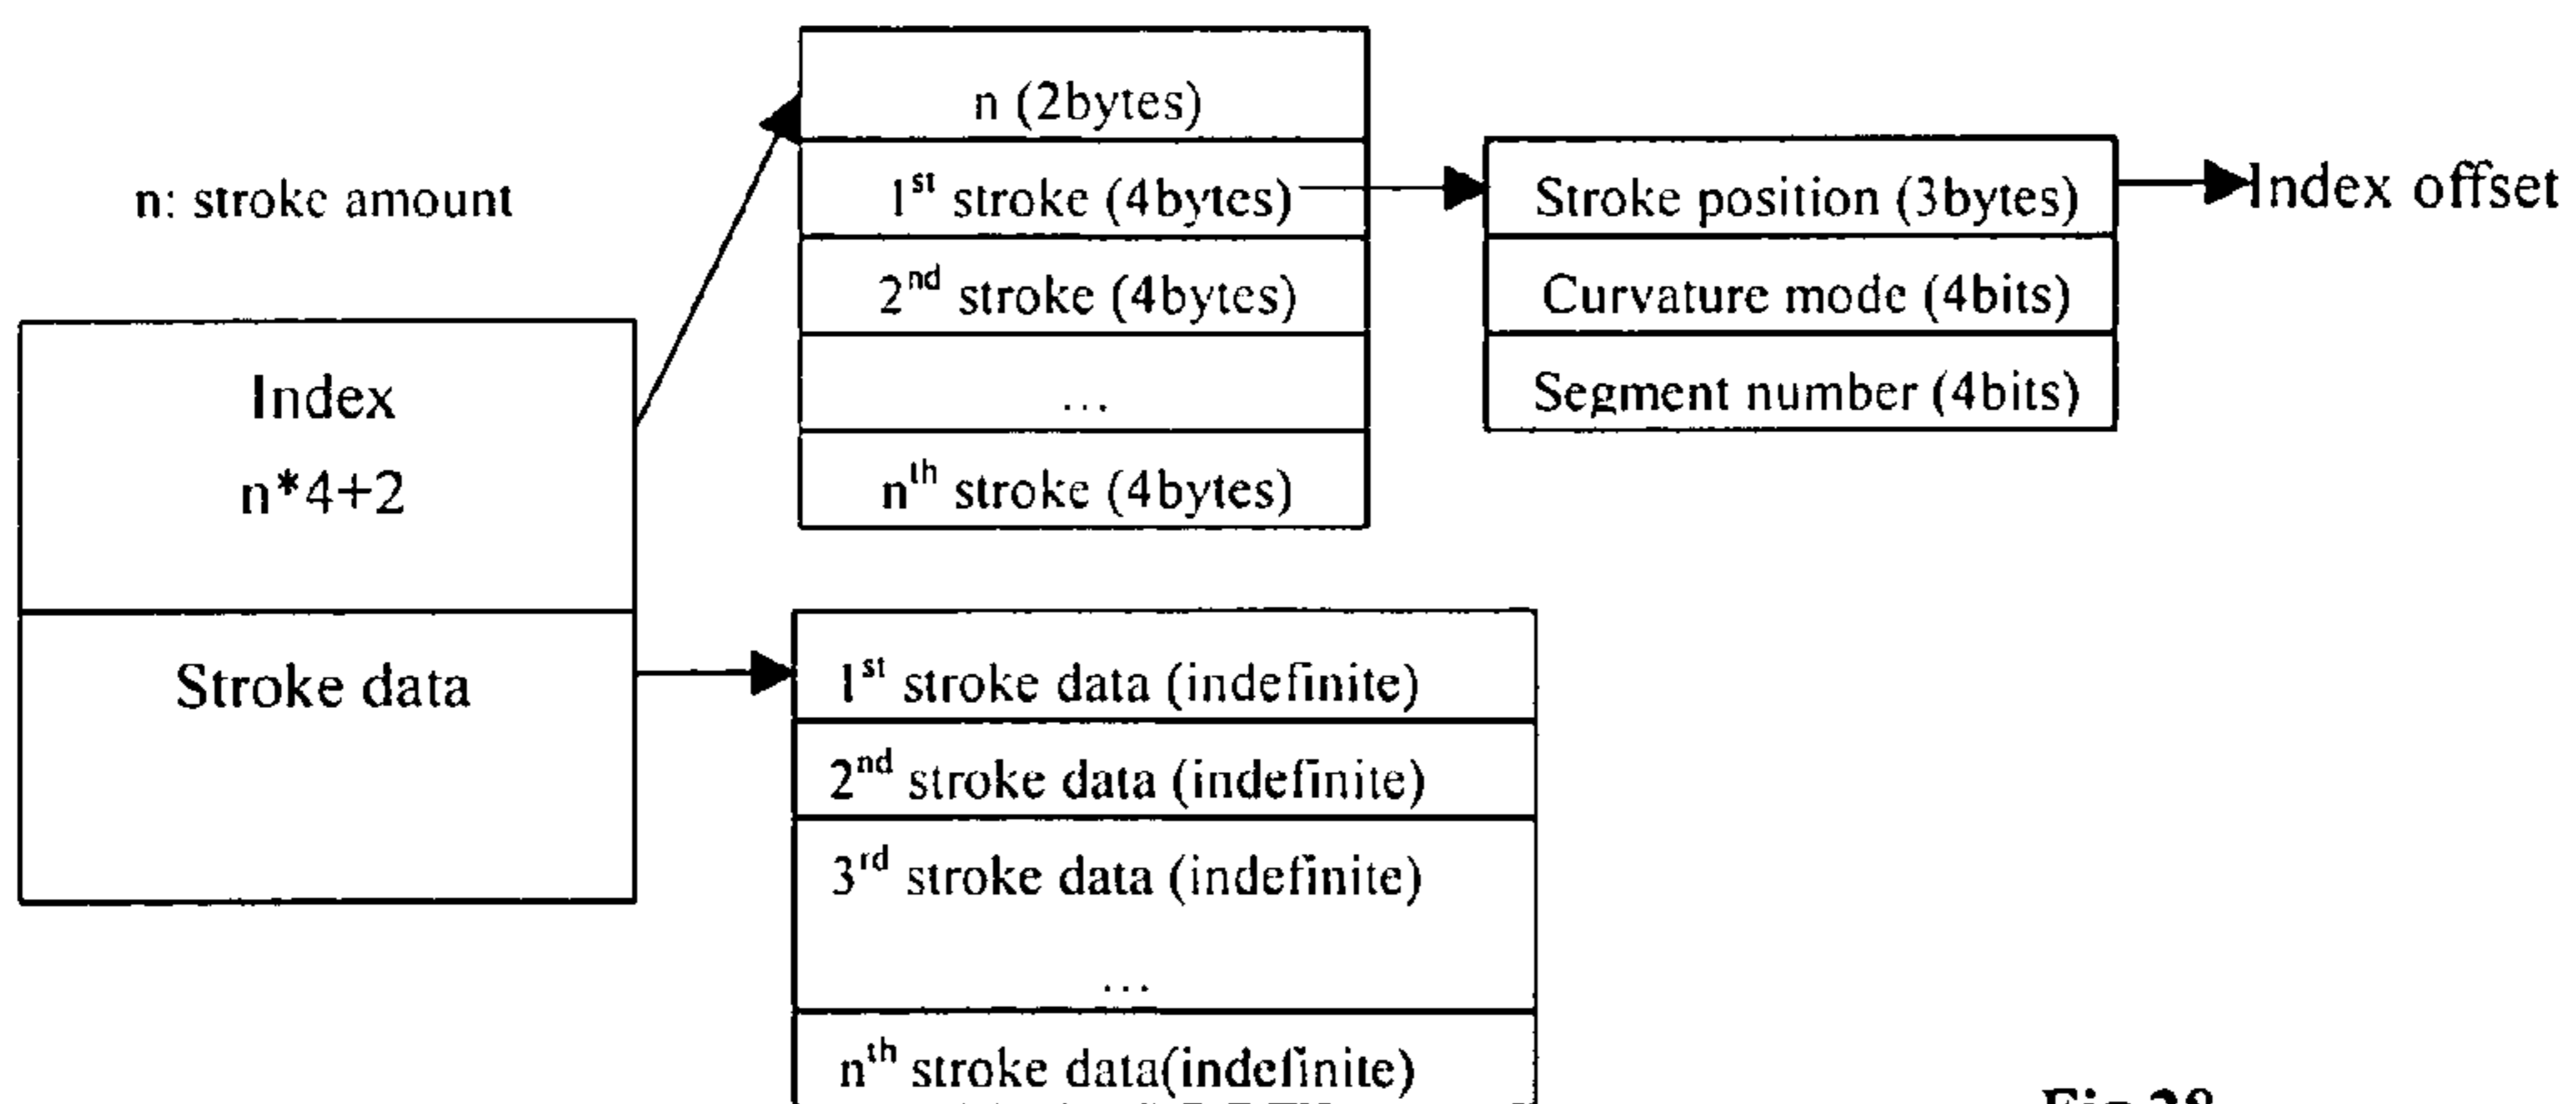 n: stroke amount
Index
n*4+2
Stroke data
n (2bytes)
1st stroke (4bytes)
2nd stroke (4bytes)
...
nth stroke (4bytes)
Stroke position (3bytes)
Curvature mode (4bits)
Segment number (4bits)
Index offset
1st stroke data (indefinite)
2nd stroke data (indefinite)
3rd stroke data (indefinite)
...
nth stroke data(indefinite)
Fig 28